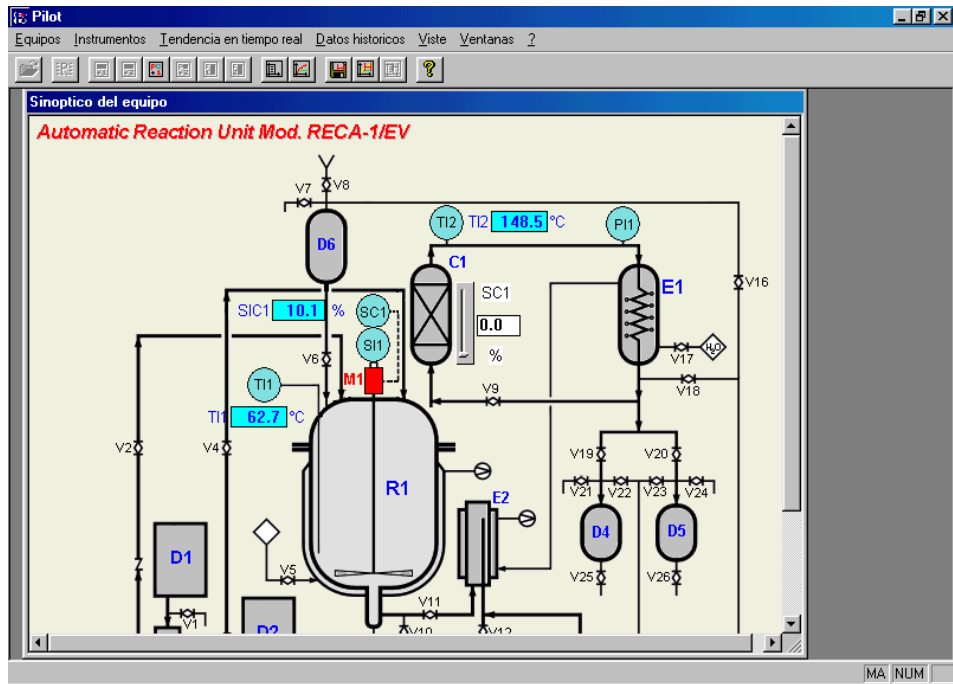 Pilot
Equipos Instrumentos Tendencia en tiempo real Datos historicos Viste Ventanas ?
Sinoptico del equipo
Automatic Reaction Unit Mod. RECA-1/EV
V7 V8
TI2 TI2 148.5 °C PI1
D6
C1
E1 V16
SIC1 10.1 % SC1 SC1
0.0
SI1
%
V6 M1 V17 H2O
TI1 V18
V9
TI1 62.7 °C
V2 V4 V19 V20
R1 V21 V22 V23 V24
E2
D1 D4 D5
V5 V25 V26
V11
V1 D2 V10 V12
MA NUM